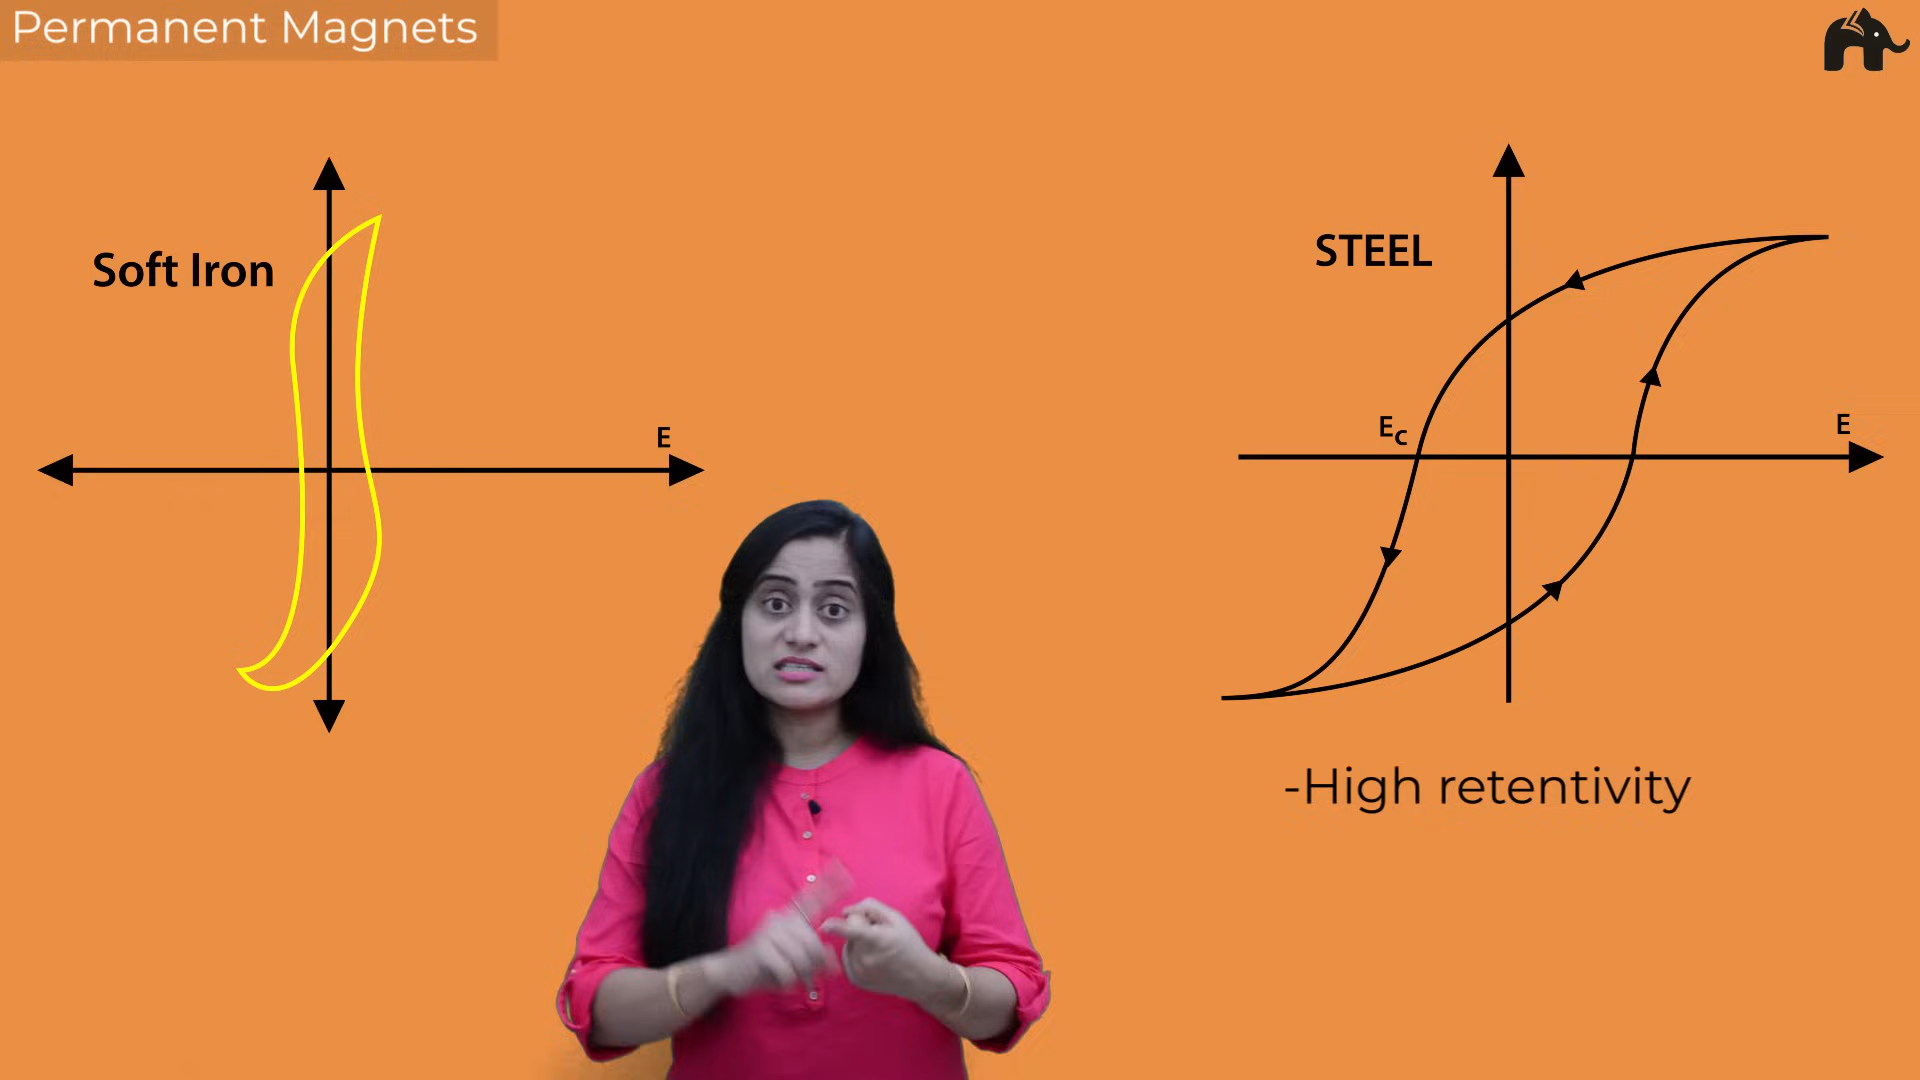 Permanent Magnets
Soft Iron
E
STEEL
Ec
E
-High retentivity